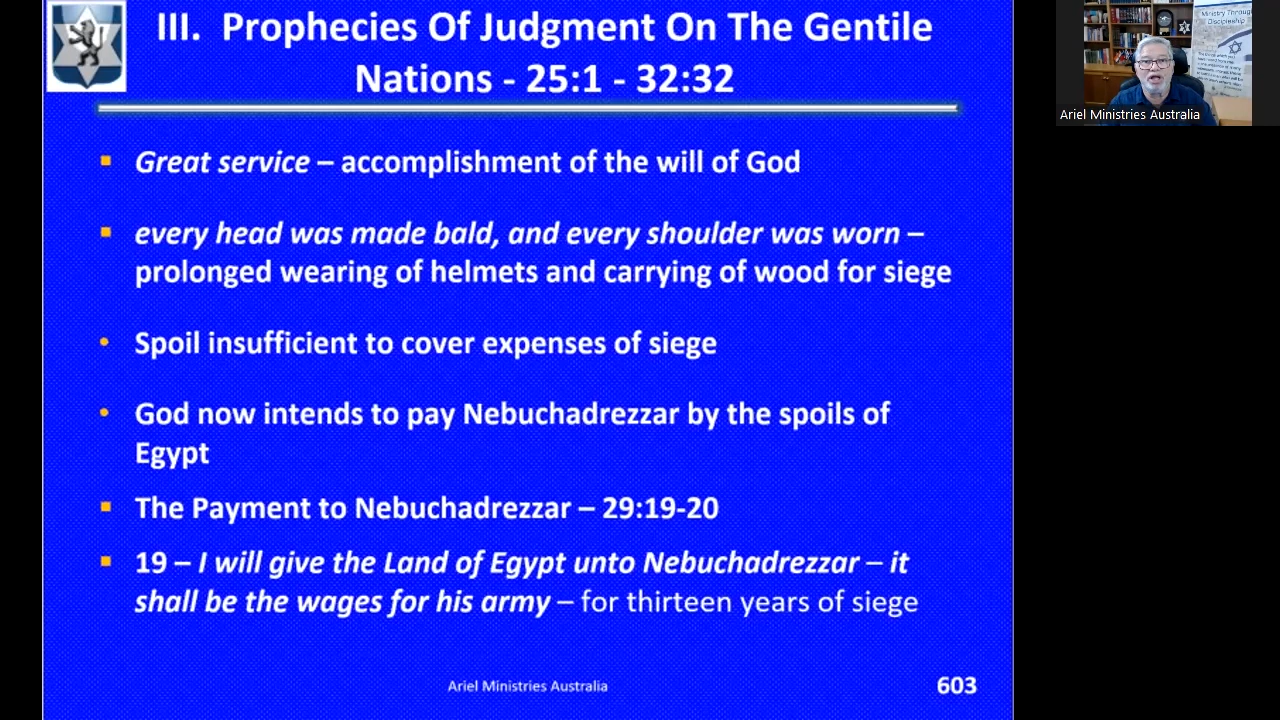 III. Prophecies Of Judgment On The Gentile
Nations - 25:1 - 32:32
Great service – accomplishment of the will of God
every head was made bald, and every shoulder was worn –
prolonged wearing of helmets and carrying of wood for siege
Spoil insufficient to cover expenses of siege
God now intends to pay Nebuchadrezzar by the spoils of
Egypt
The Payment to Nebuchadrezzar – 29:19-20
19 – I will give the Land of Egypt unto Nebuchadrezzar – it
shall be the wages for his army – for thirteen years of siege
Ariel Ministries Australia
603
Ministry Through
Discipleship
Ariel Ministries Australia